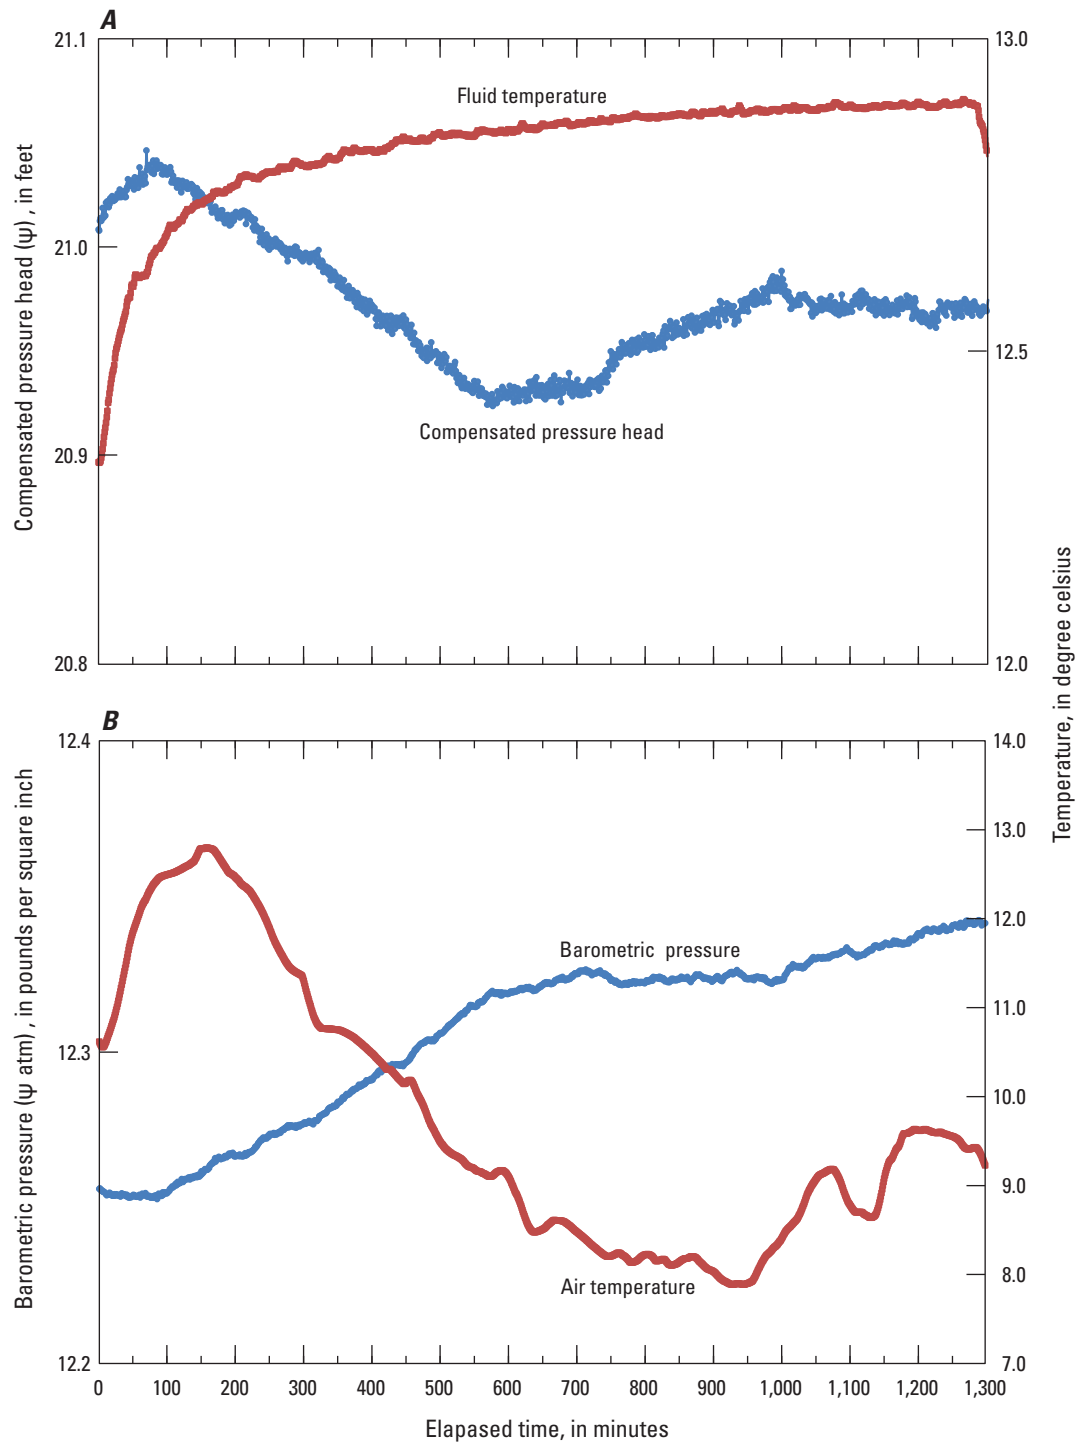 A
21.1
21.0
20.9
20.8
Compensated pressure head (ψ) , in feet
13.0
12.5
12.0
Fluid temperature
Compensated pressure head
Temperature, in degree celsius
B
12.4
12.3
12.2
Barometric pressure (ψ atm) , in pounds per square inch
14.0
13.0
12.0
11.0
10.0
9.0
8.0
7.0
Barometric pressure
Air temperature
0 100 200 300 400 500 600 700 800 900 1,000 1,100 1,200 1,300
Elapased time, in minutes